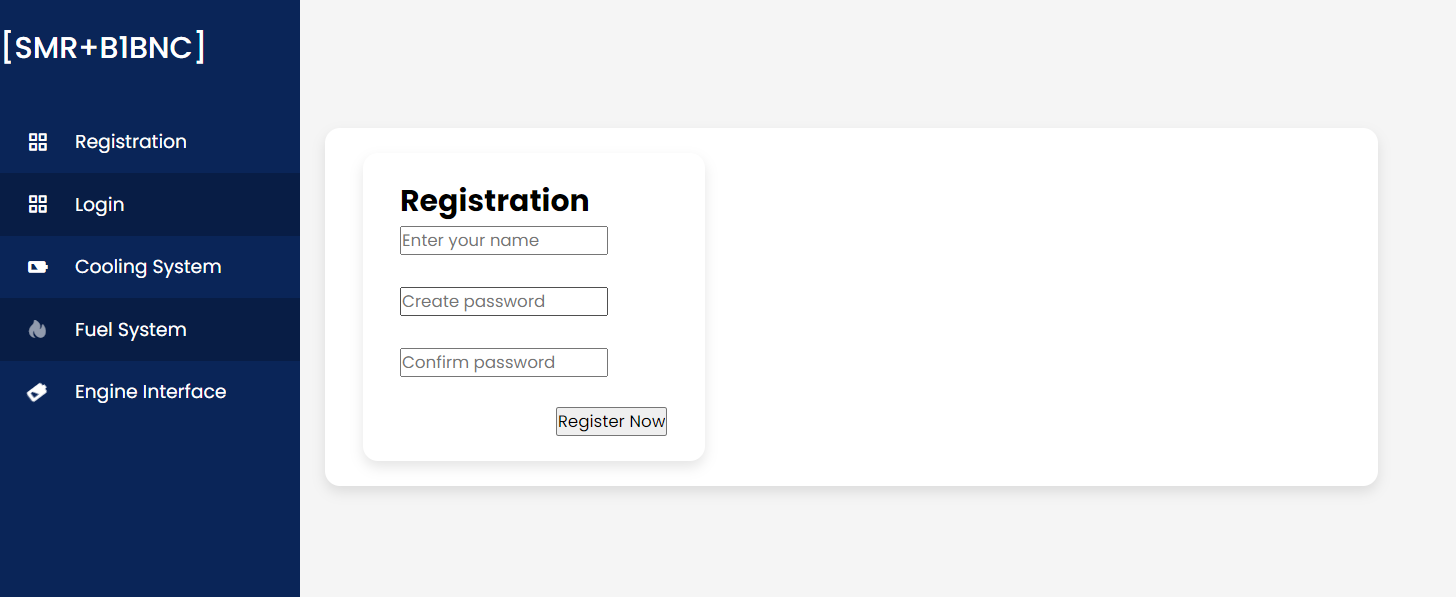 [SMR+B1BNC]
Registration
Login
Cooling System
Fuel System
Engine Interface
Registration
Enter your name
Create password
Confirm password
Register Now